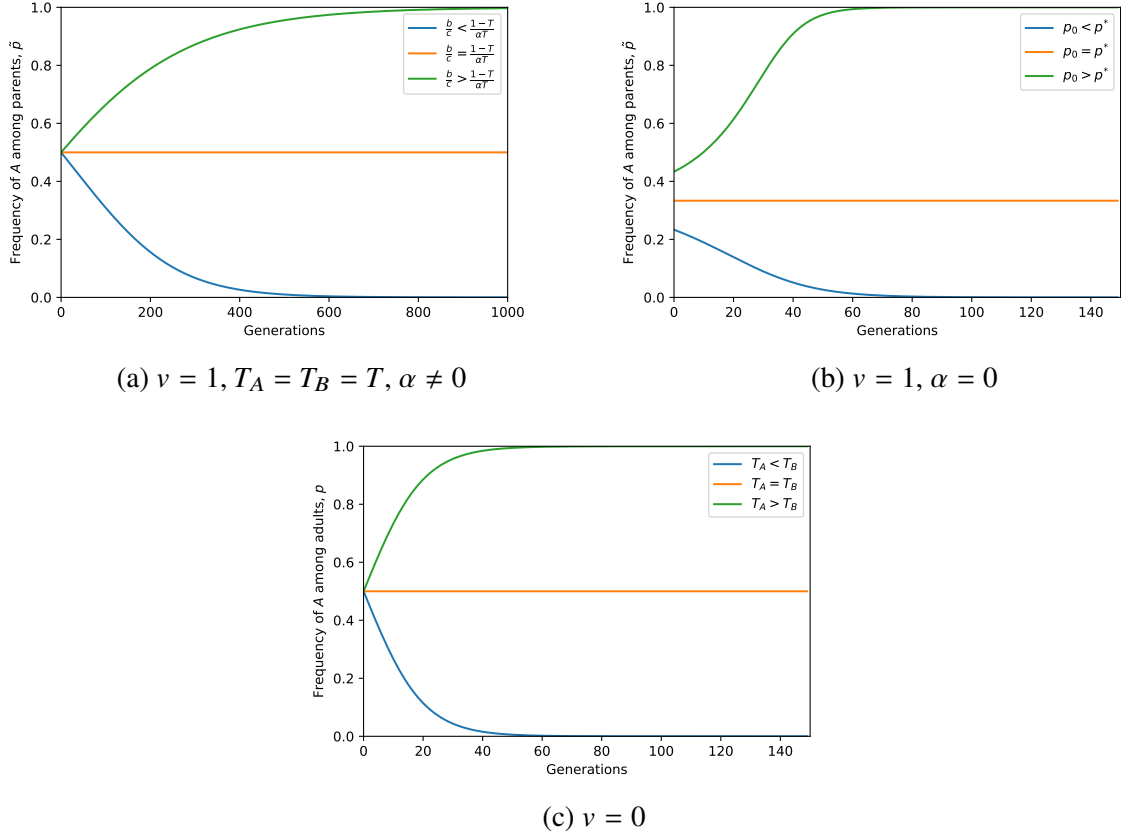 1.0
0.8
0.6
0.4
0.2
0.0
Frequency of A among parents, p̃
b/c < (1 − T)/(αT)
b/c = (1 − T)/(αT)
b/c > (1 − T)/(αT)
0 200 400 600 800 1000
Generations
(a) v = 1, T_A = T_B = T, α ≠ 0
1.0
0.8
0.6
0.4
0.2
0.0
Frequency of A among parents, p̃
p₀ < p*
p₀ = p*
p₀ > p*
0 20 40 60 80 100 120 140
Generations
(b) v = 1, α = 0
1.0
0.8
0.6
0.4
0.2
0.0
Frequency of A among adults, p
T_A < T_B
T_A = T_B
T_A > T_B
0 20 40 60 80 100 120 140
Generations
(c) v = 0